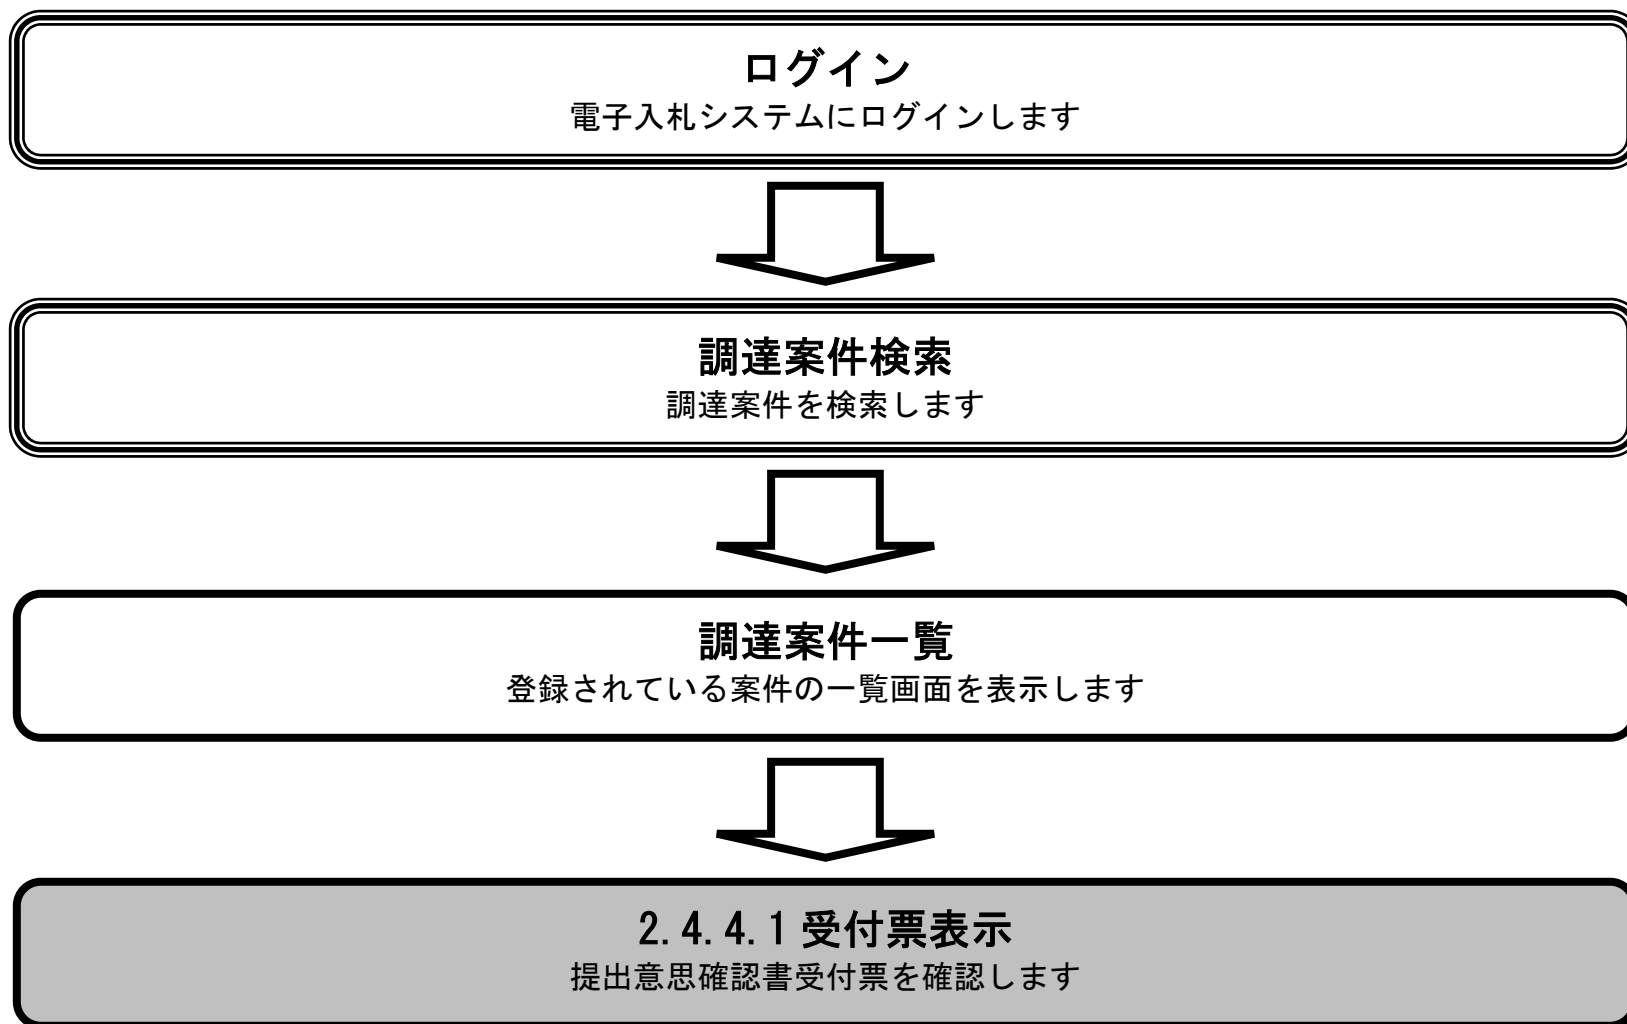 ログイン
電子入札システムにログインします
調達案件検索
調達案件を検索します
調達案件一覧
登録されている案件の一覧画面を表示します
2.4.4.1 受付票表示
提出意思確認書受付票を確認します